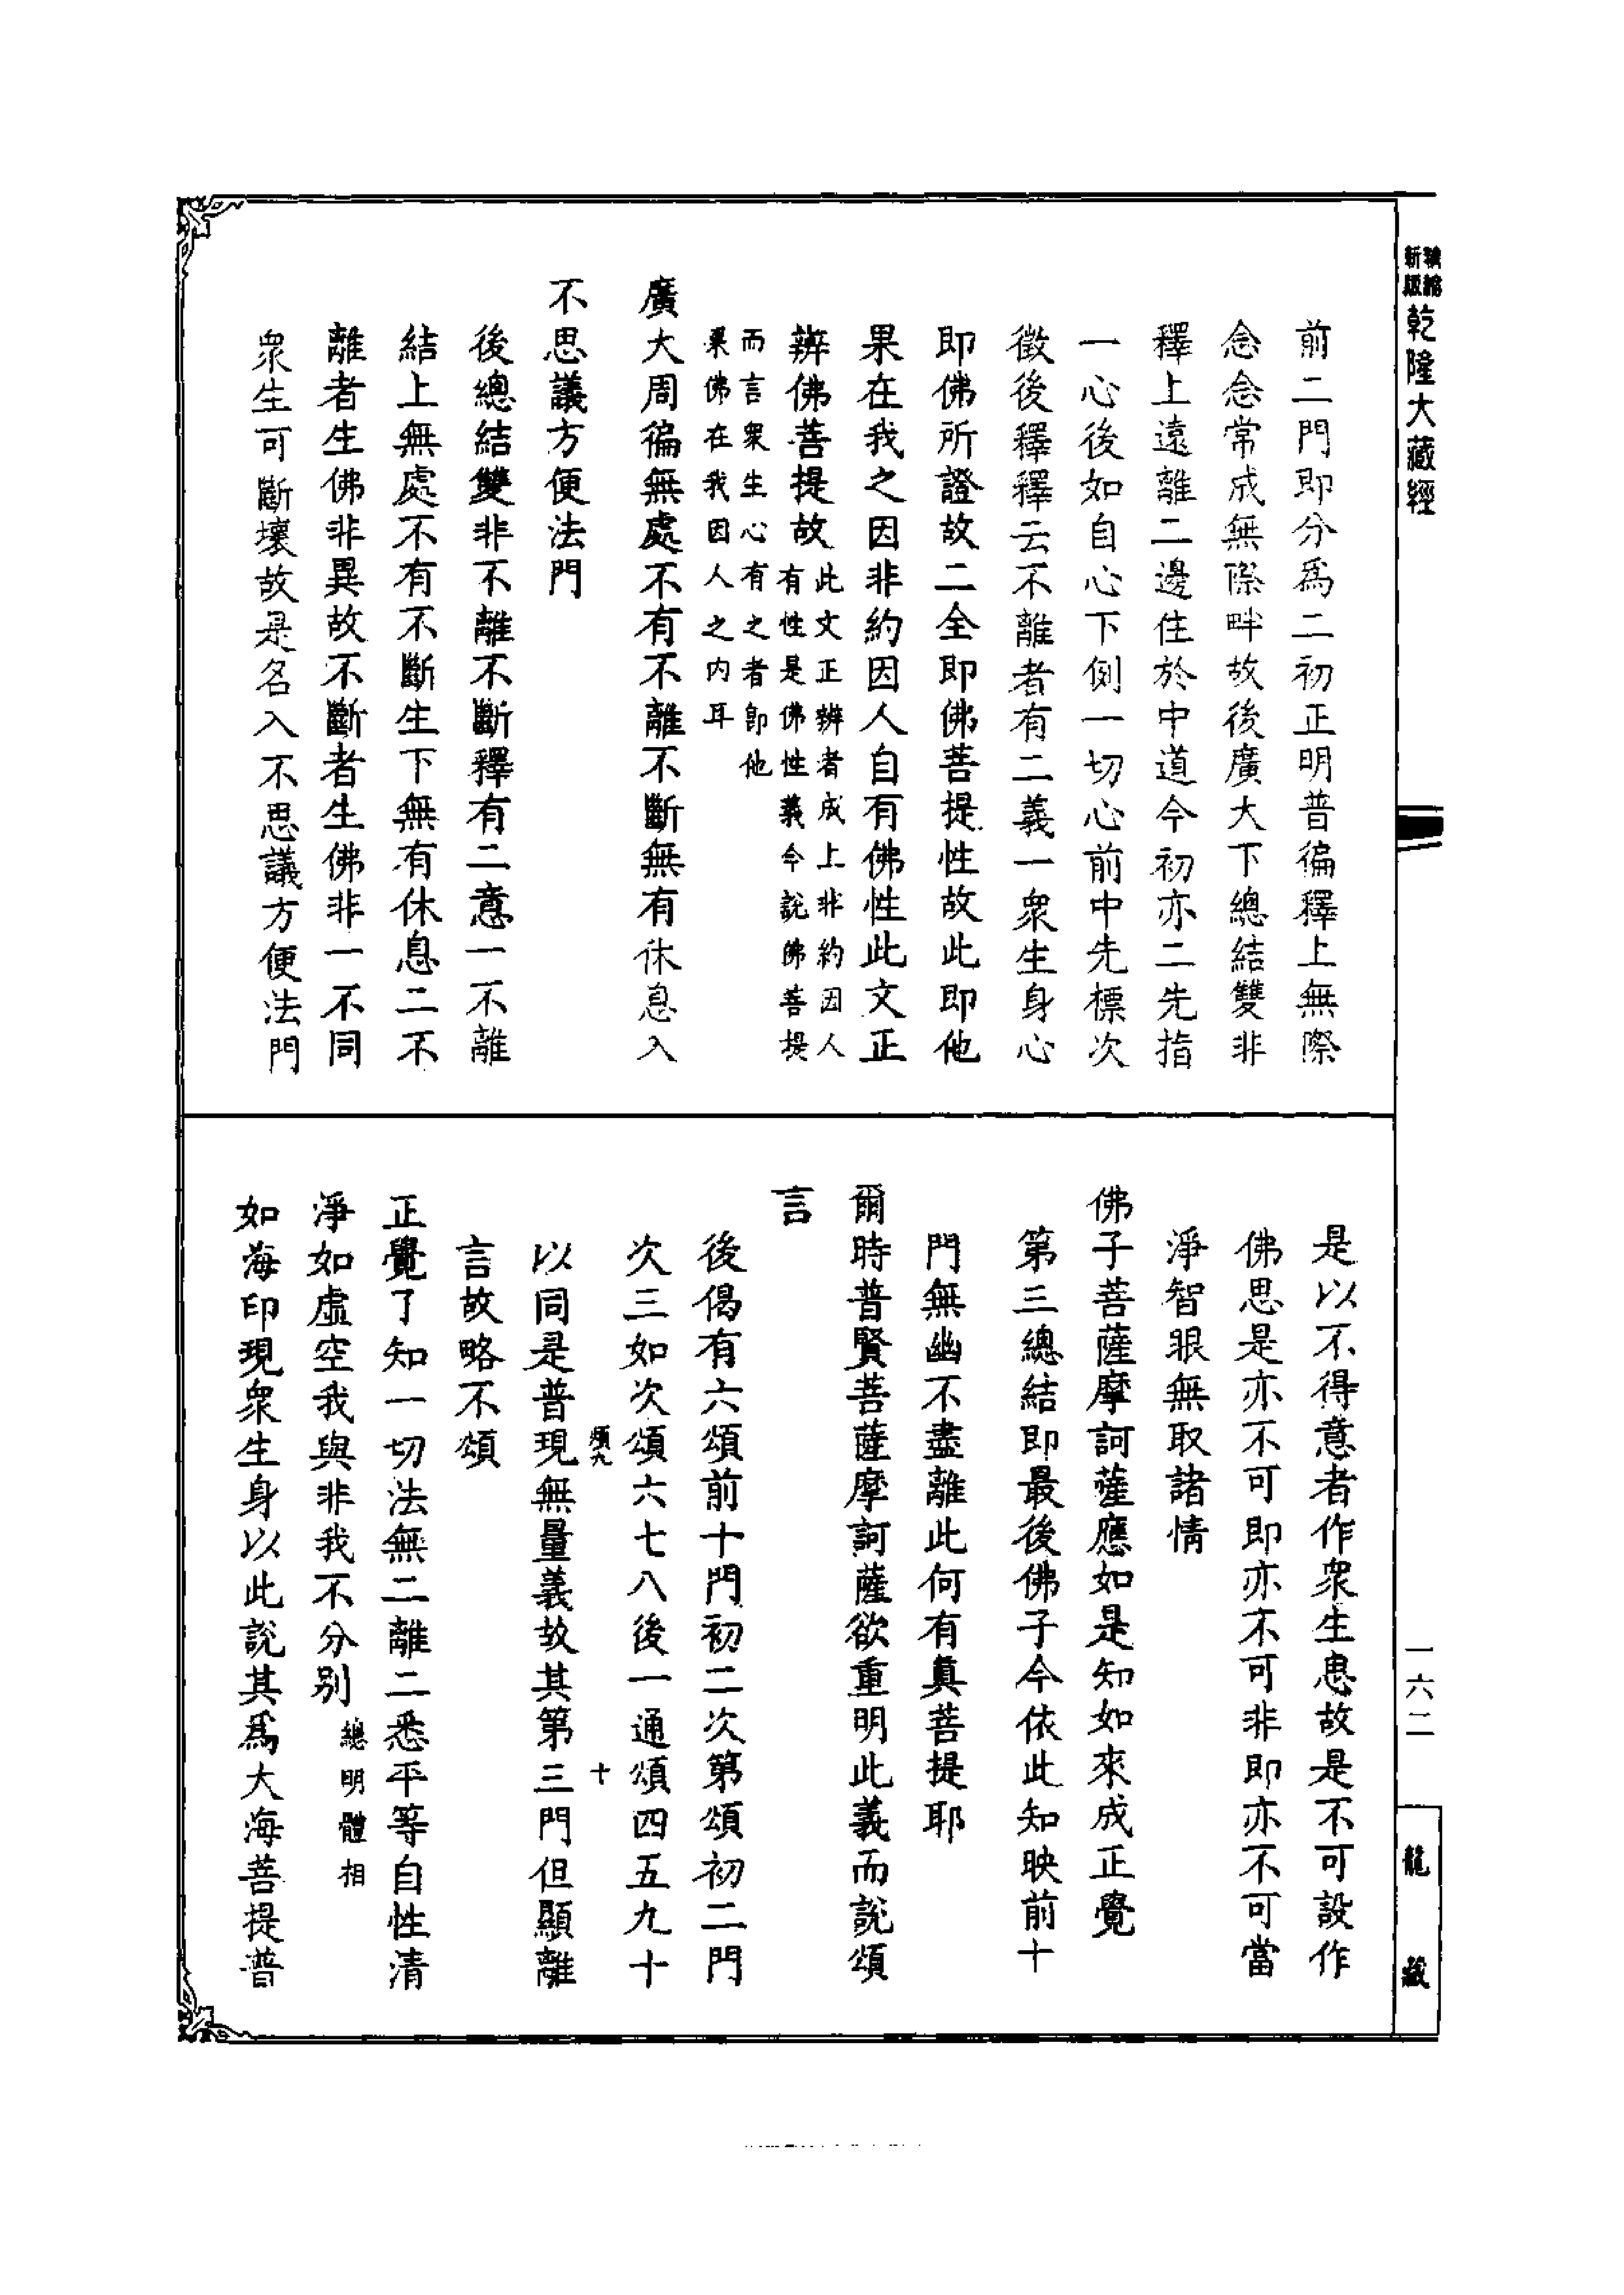 新版
精縮
乾隆大藏經
前二門即分爲二初正明普徧釋上無際
念念常成無際畔故後廣大下總結雙非
釋上遠離二邊住於中道今初亦二先指
一心後如自心下例一切心前中先標次
徵後釋釋云不離者有二義一衆生身心
即佛所證故二全即佛菩提性故此即他
果在我之因非約因人自有佛性此文正
辨佛菩提故
此文正辨者成上非約因人
有性是佛性義今說佛菩提
而言衆生心有之者即他
果佛在我因人之内耳
廣大周徧無處不有不離不斷無有休息入
不思議方便法門
後總結雙非不離不斷釋有二意一不離
結上無處不有不斷生下無有休息二不
離者生佛非異故不斷者生佛非一不同
衆生可斷壞故是名入不思議方便法門
是以不得意者作衆生思故是不可設作
佛思是亦不可即亦不可非即亦不可當
淨智眼無取諸情
佛子菩薩摩訶薩應如是知如來成正覺
第三總結即最後佛子今依此知映前十
門無幽不盡離此何有真菩提耶
爾時普賢菩薩摩訶薩欲重明此義而說頌
言
後偈有六頌前十門初二次第頌初二門
次三如次頌六七八後一通頌四五九十
頌九
十
以同是普現無量義故其第三門但顯離
言故略不頌
正覺了知一切法無二離二悉平等自性清
淨如虛空我與非我不分別
總明體相
如海印現衆生身以此說其爲大海菩提普
一六二
龍藏